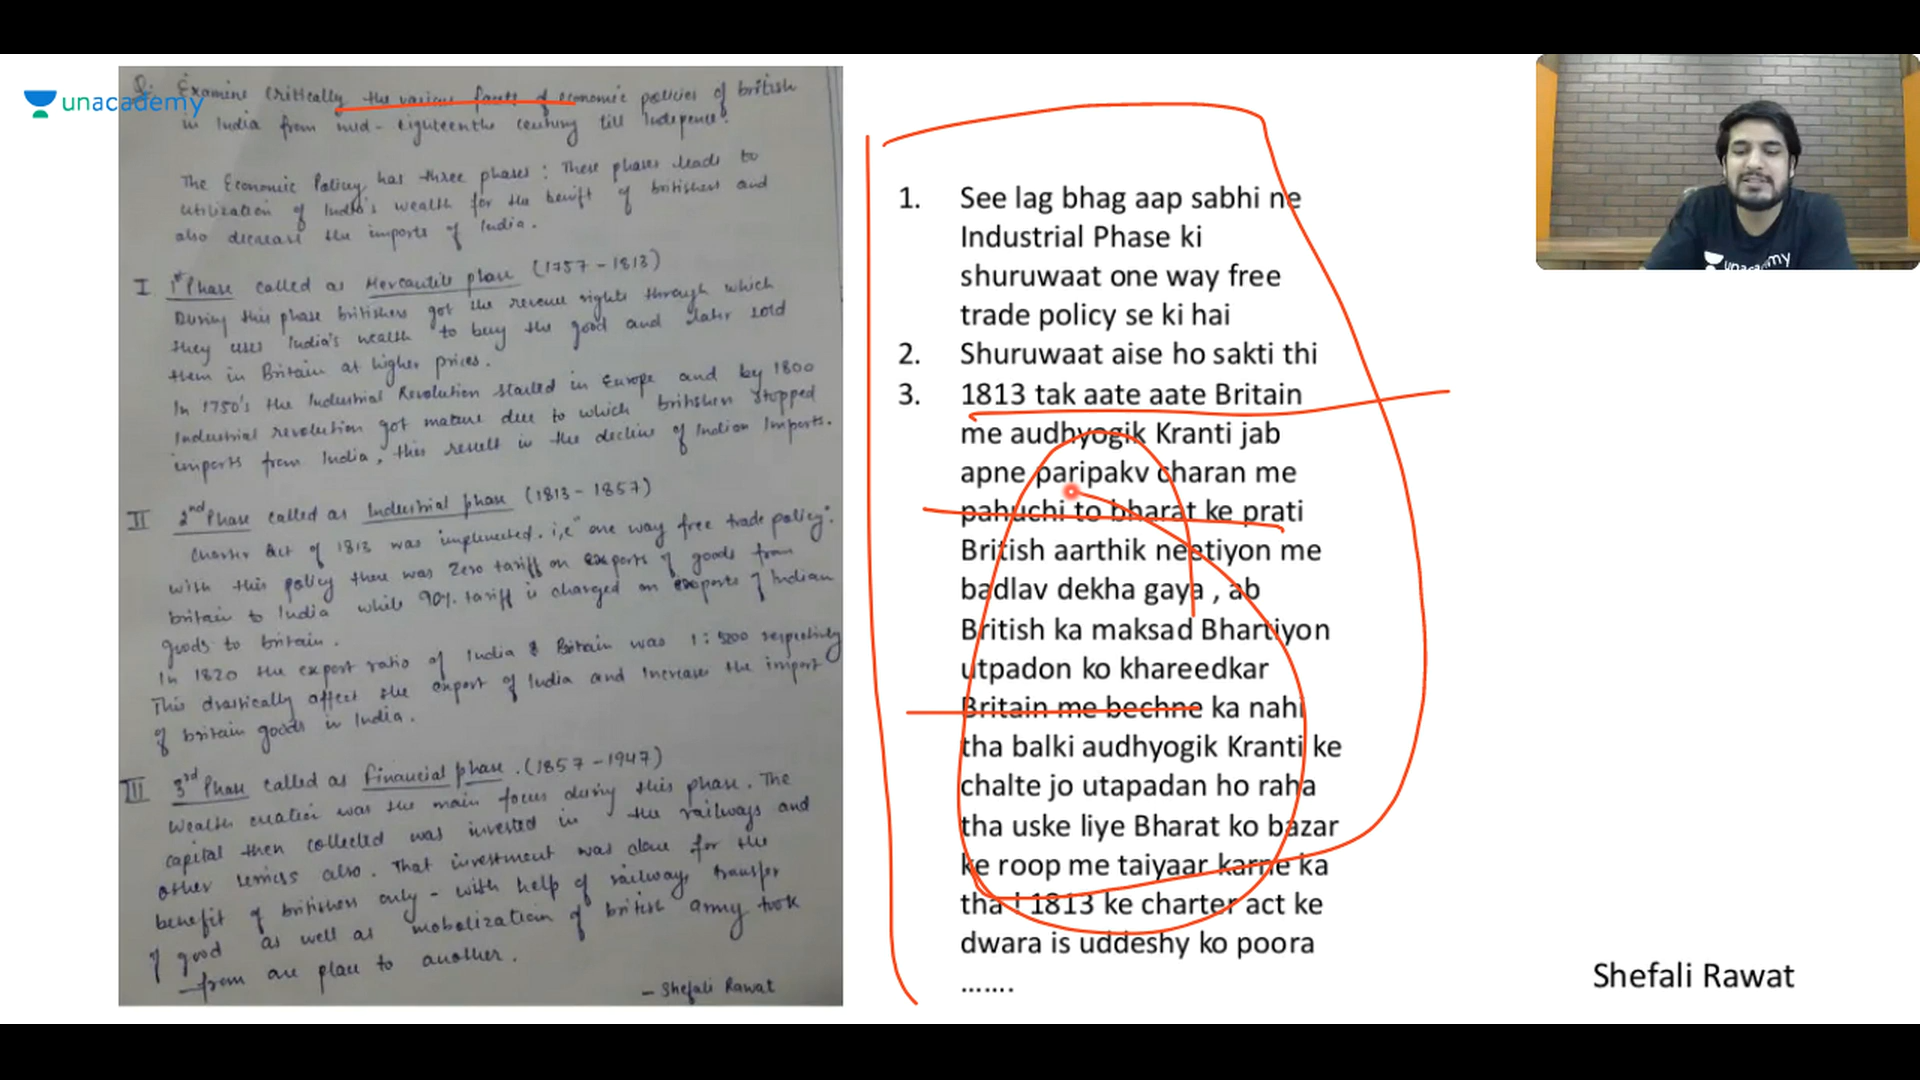 unacademy
Q. Examine critically the various facets of economic policies of british
in India from mid-eighteenthe century till Indepence.
The Economic Policy has three phases : These phases leads to
utilization of India's wealth for the benift of britishers and
also decrease the imports of India.
I 1st Phase called as Mercantile phase (1757-1813)
During this phase britishers got the revenue rights through which
they uses India's wealth to buy the good and later sold
them in Britain at higher prices.
In 1750's the Industrial Revolution started in Europe and by 1800
Industrial revolution got mature due to which britishers stopped
imports from India, this result in the decline of Indian Imports.
II 2nd Phase called as Industrial phase (1813-1857)
Charter Act of 1813 was implemented. i,e" one way free trade policy".
with this policy there was Zero tariff on exports of goods from
britain to India while 90% tariff is charged on exports of Indian
goods to britain.
In 1820 the export ratio of India & Britain was 1:5200 respectively
This drastically affect the export of India and increase the import
of britain goods in India.
III 3rd Phase called as Financial phase. (1857-1947)
Wealth creation was the main focus during this phase. The
capital then collected was invested in the railways and
other services also. That investment was done for the
benefit of britishers only - with help of railways transfer
of good as well as mobolization of british army took
from one place to another.
- Shefali Rawat
1. See lag bhag aap sabhi ne
Industrial Phase ki
shuruwaat one way free
trade policy se ki hai
2. Shuruwaat aise ho sakti thi
3. 1813 tak aate aate Britain
me audhyogik Kranti jab
apne paripakv charan me
pahuchi to bharat ke prati
British aarthik neetiyon me
badlav dekha gaya , ab
British ka maksad Bhartiyon
utpadon ko khareedkar
Britain me bechne ka nahi
tha balki audhyogik Kranti ke
chalte jo utapadan ho raha
tha uske liye Bharat ko bazar
ke roop me taiyaar karne ka
tha ! 1813 ke charter act ke
dwara is uddeshy ko poora
.......
Shefali Rawat
unacademy